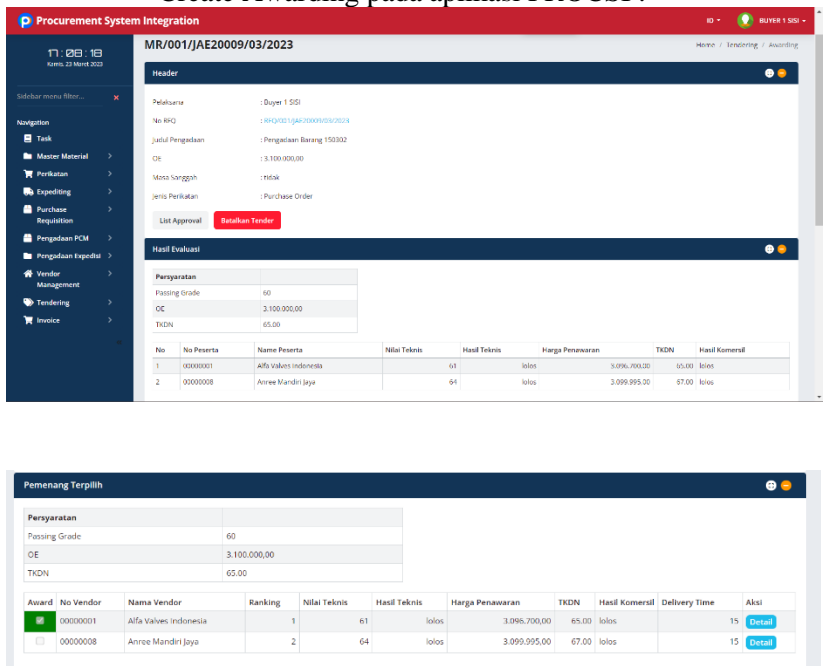 Create Awarding pada aplikasi PROCSI :
Procurement System Integration ID BUYER 1 SISI
17:08:18
Kamis, 23 Maret 2023
MR/001/JAE20009/03/2023 Home / Tendering / Awarding
Sidebar menu filter...
Navigation
Task
Master Material
Perikatan
Expediting
Purchase
Requisition
Pengadaan PCM
Pengadaan Expedisi
Vendor
Management
Tendering
Invoice
Header
Pelaksana : Buyer 1 SISI
No RFQ : RFQ/001/JAE20009/03/2023
Judul Pengadaan : Pengadaan Barang 150302
OE : 3.100.000,00
Masa Sanggah : tidak
Jenis Perikatan : Purchase Order
List Approval Batalkan Tender
Hasil Evaluasi
Persyaratan
Passing Grade 60
OE 3.100.000,00
TKDN 65.00
No No Peserta Name Peserta Nilai Teknis Hasil Teknis Harga Penawaran TKDN Hasil Komersil
1 00000001 Alfa Valves Indonesia 61 lolos 3.096.700,00 65.00 lolos
2 00000008 Anree Mandiri Jaya 64 lolos 3.099.995,00 67.00 lolos
Pemenang Terpilih
Persyaratan
Passing Grade 60
OE 3.100.000,00
TKDN 65.00
Award No Vendor Nama Vendor Ranking Nilai Teknis Hasil Teknis Harga Penawaran TKDN Hasil Komersil Delivery Time Aksi
00000001 Alfa Valves Indonesia 1 61 lolos 3.096.700,00 65.00 lolos 15 Detail
00000008 Anree Mandiri Jaya 2 64 lolos 3.099.995,00 67.00 lolos 15 Detail